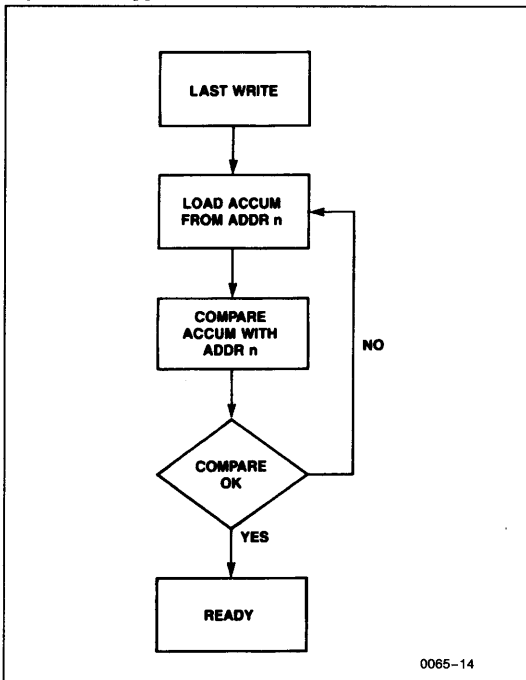 LAST WRITE
LOAD ACCUM
FROM ADDR n
COMPARE
ACCUM WITH
ADDR n
NO
COMPARE
OK
YES
READY
0065-14